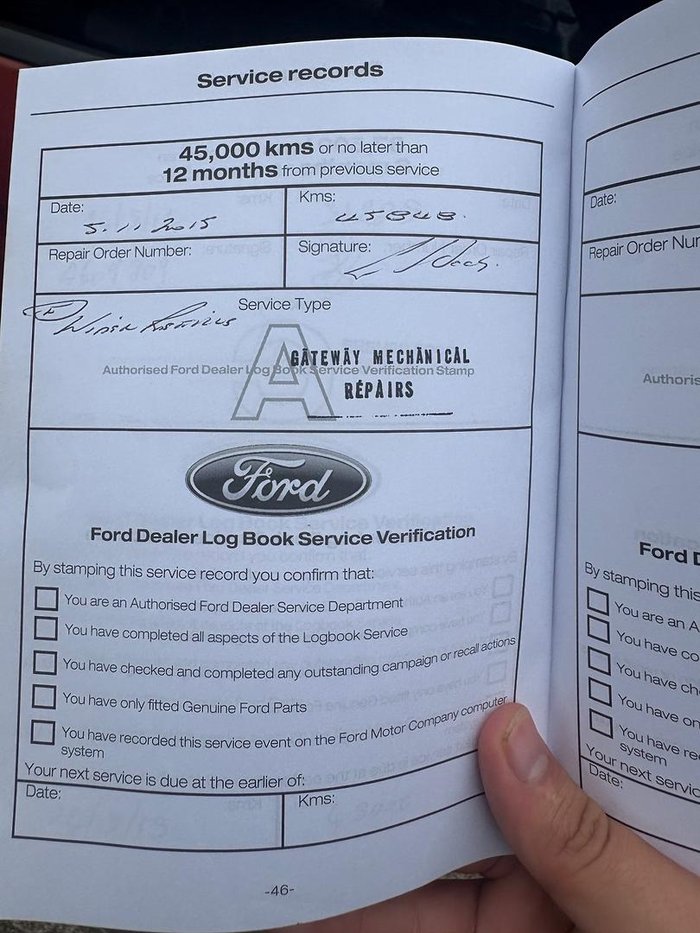 Service records
45,000 kms or no later than
12 months from previous service
Date: 5.11.2015
Kms: 45848.
Repair Order Number:
Signature:
Service Type
A
GATEWAY MECHANICAL
Authorised Ford Dealer Log Book Service Verification Stamp
REPAIRS
Ford
Ford Dealer Log Book Service Verification
By stamping this service record you confirm that:
You are an Authorised Ford Dealer Service Department
You have completed all aspects of the Logbook Service
You have checked and completed any outstanding campaign or recall actions
You have only fitted Genuine Ford Parts
You have recorded this service event on the Ford Motor Company computer
system
Your next service is due at the earlier of:
Date:
Kms:
-46-
Date:
Repair Order Nur
Authoris
Ford D
By stamping this
You are an A
You have co
You have ch
You have on
You have re
system
Your next servic
Date: